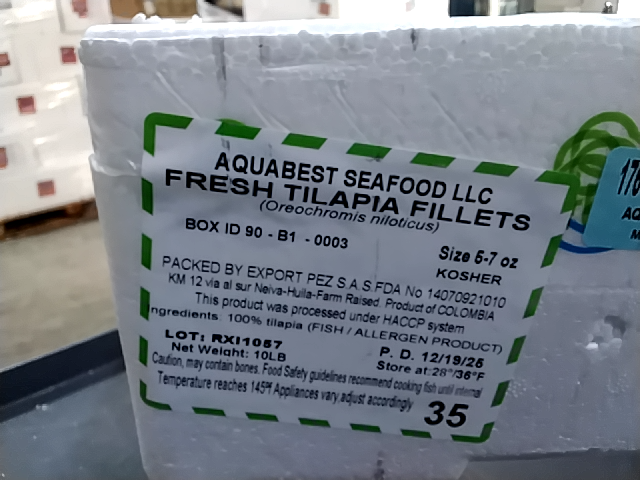 AQUABEST SEAFOOD LLC
FRESH TILAPIA FILLETS
(Oreochromis niloticus)
BOX ID 90 - B1 - 0003
Size 5-7 oz
KOSHER
PACKED BY EXPORT PEZ S.A.S.FDA No 14070921010
KM 12 via al sur Neiva-Huila-Farm Raised. Product of COLOMBIA
This product was processed under HACCP system
ngredients: 100% tilapia (FISH / ALLERGEN PRODUCT)
LOT: RXI1057
P. D. 12/19/25
Net Weight: 10LB
Store at:28°/36°F
Caution, may contain bones. Food Safety guidelines recommend cooking fish until internal
Temperature reaches 145°F Appliances vary,adjust accordingly
35